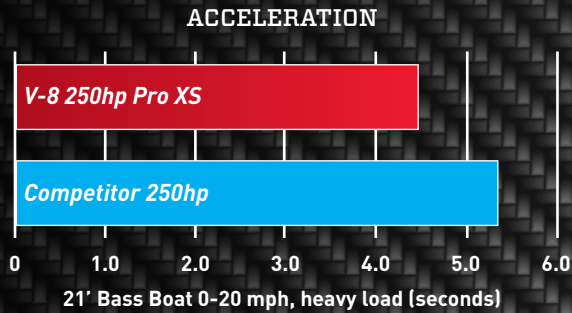 ACCELERATION
V-8 250hp Pro XS
Competitor 250hp
0 1.0 2.0 3.0 4.0 5.0 6.0
21’ Bass Boat 0-20 mph, heavy load (seconds)